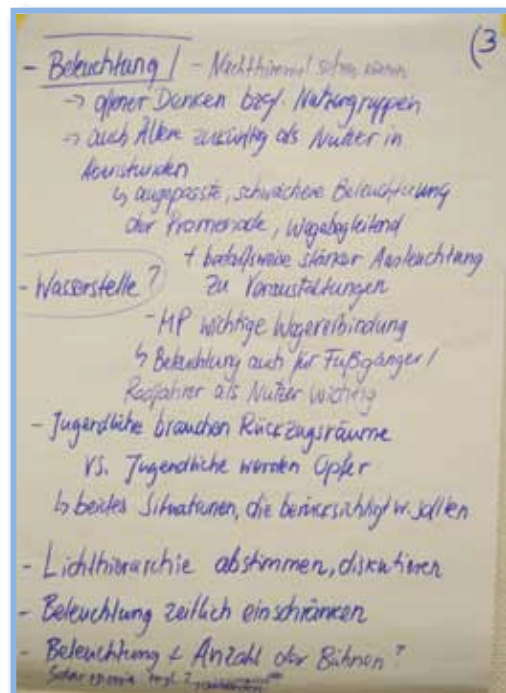 (3
- Beleuchtung / - Nachthimmel sehen können
-> offener Denken bzgl. Nutzergruppen
-> auch Ältere zukünftig als Nutzer in
Abendstunden
↳ angepasste, schwächere Beleuchtung
der Promenade, Wegebegleitend
+ bedarfsweise stärker Ausleuchtung
zu Veranstaltungen
- Wasserstelle?
- HP wichtige Wegeverbindung
↳ Beleuchtung auch für Fußgänger /
Radfahrer als Nutzer wichtig
- Jugendliche brauchen Rückzugsräume
vs. Jugendliche werden Opfer
↳ beides Situationen, die berücksichtigt w. sollten
- Lichthierarchie abstimmen, diskutieren
- Beleuchtung zeitlich einschränken
- Beleuchtung + Anzahl der Bühnen?